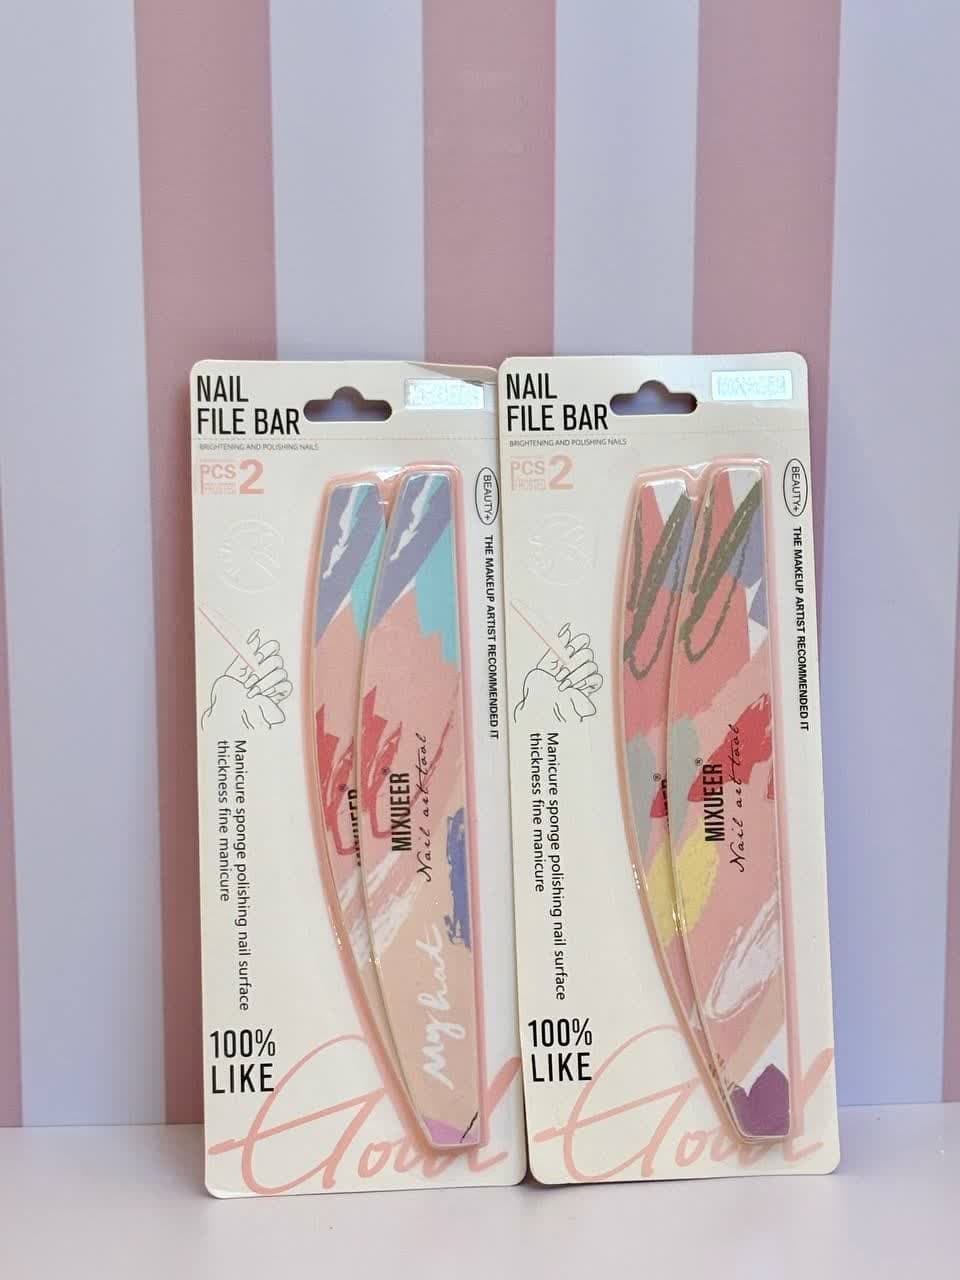 NAIL
FILE BAR
BRIGHTENING AND POLISHING NAILS
PCS 2
BEAUTY+
THE MAKEUP ARTIST RECOMMENDED IT
MIXUEER®
Nail art tool
My hat
Manicure sponge polishing nail surface
thickness fine manicure
100%
LIKE
Good
NAIL
FILE BAR
BRIGHTENING AND POLISHING NAILS
PCS 2
BEAUTY+
THE MAKEUP ARTIST RECOMMENDED IT
MIXUEER®
Nail art tool
Manicure sponge polishing nail surface
thickness fine manicure
100%
LIKE
Good